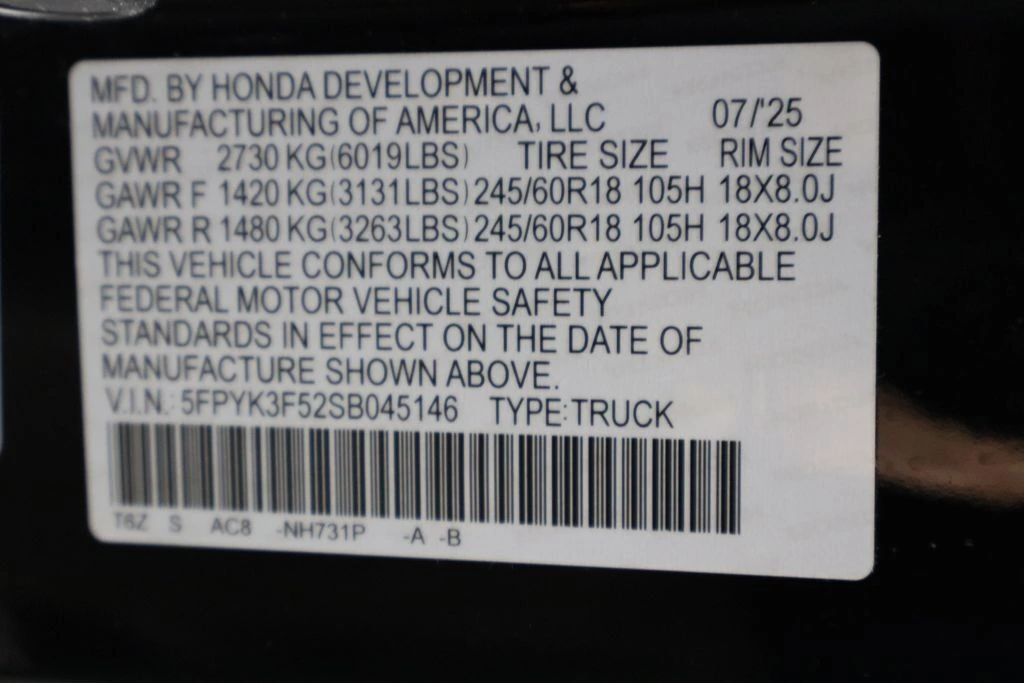 MFD. BY HONDA DEVELOPMENT &
MANUFACTURING OF AMERICA, LLC 07/'25
GVWR 2730 KG(6019LBS) TIRE SIZE RIM SIZE
GAWR F 1420 KG(3131LBS) 245/60R18 105H 18X8.0J
GAWR R 1480 KG(3263LBS) 245/60R18 105H 18X8.0J
THIS VEHICLE CONFORMS TO ALL APPLICABLE
FEDERAL MOTOR VEHICLE SAFETY
STANDARDS IN EFFECT ON THE DATE OF
MANUFACTURE SHOWN ABOVE.
V.I.N.: 5FPYK3F52SB045146 TYPE:TRUCK
T6Z S AC8 -NH731P -A -B